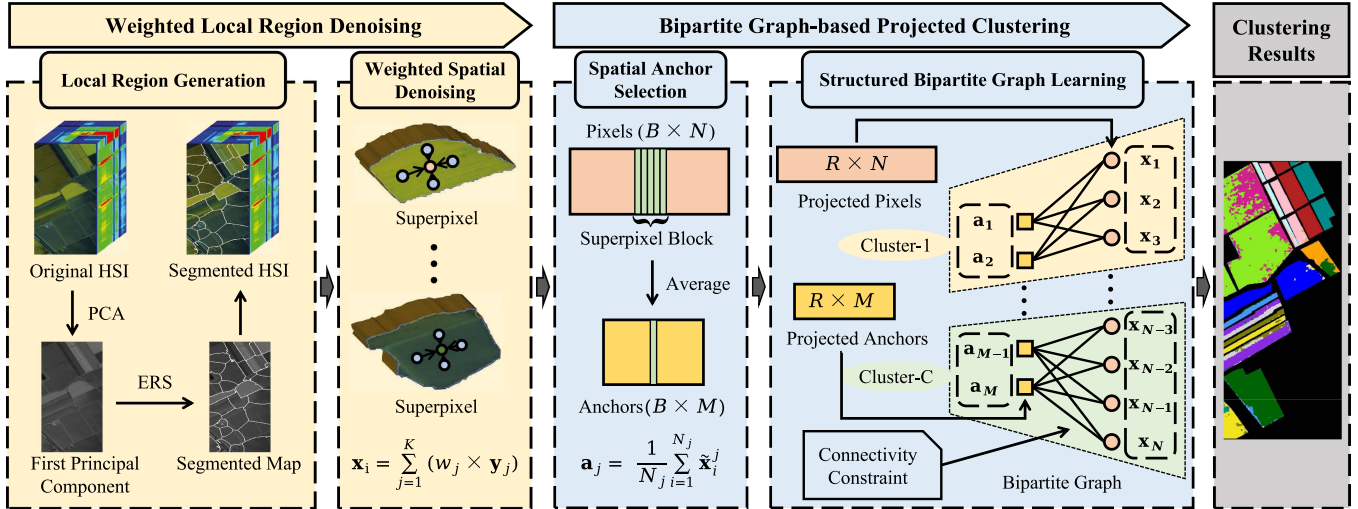 Weighted Local Region Denoising
Bipartite Graph-based Projected Clustering
Clustering
Results
Local Region Generation
Original HSI
Segmented HSI
PCA
ERS
First Principal
Component
Segmented Map
Weighted Spatial
Denoising
Superpixel
Superpixel
𝐱ᵢ = ∑_{j=1}^{K} (w_j × 𝐲_j)
Spatial Anchor
Selection
Pixels (B × N)
Superpixel Block
Average
Anchors (B × M)
𝐚_j = \frac{1}{N_j} ∑_{i=1}^{N_j} \tilde{𝐱}_i^j
Structured Bipartite Graph Learning
R × N
Projected Pixels
Cluster-1
𝐚_1
𝐚_2
𝐱_1
𝐱_2
𝐱_3
R × M
Projected Anchors
Cluster-C
𝐚_{M−1}
𝐚_M
𝐱_{N−3}
𝐱_{N−2}
𝐱_{N−1}
𝐱_N
Connectivity
Constraint
Bipartite Graph